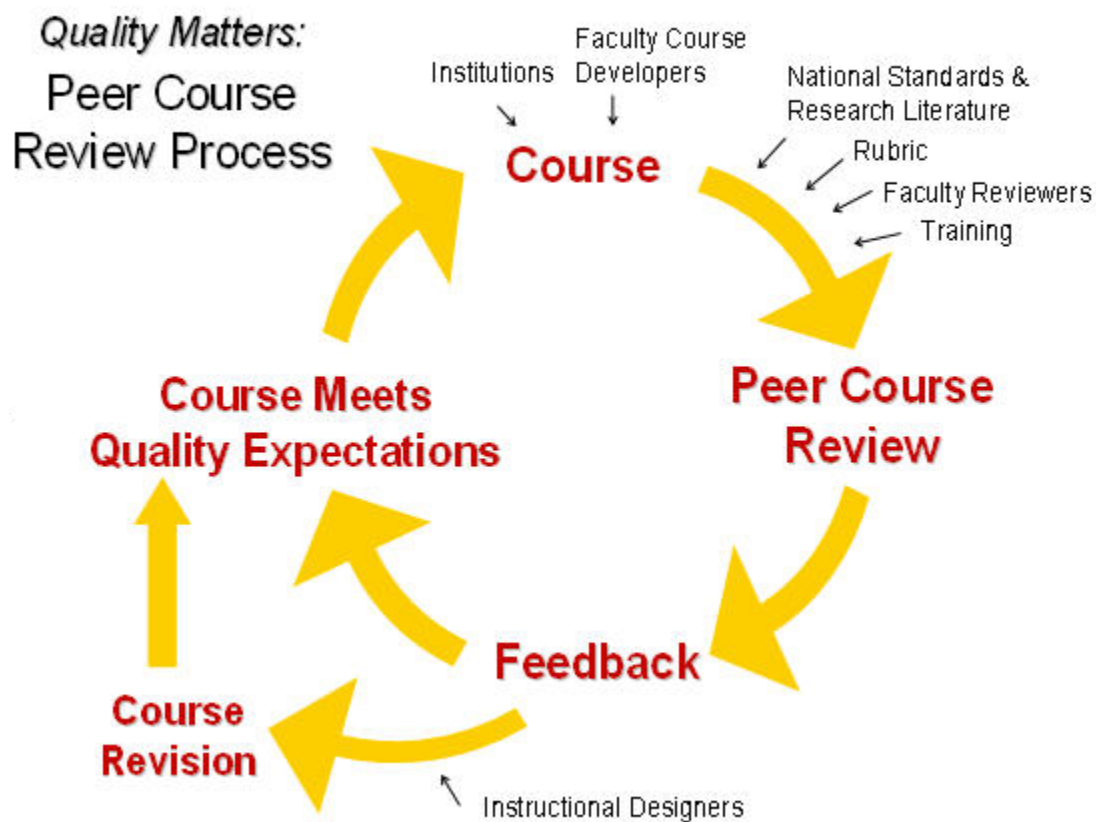 Quality Matters:
Peer Course
Review Process
Institutions
Faculty Course
Developers
National Standards &
Research Literature
Rubric
Faculty Reviewers
Training
Course
Peer Course
Review
Feedback
Instructional Designers
Course
Revision
Course Meets
Quality Expectations